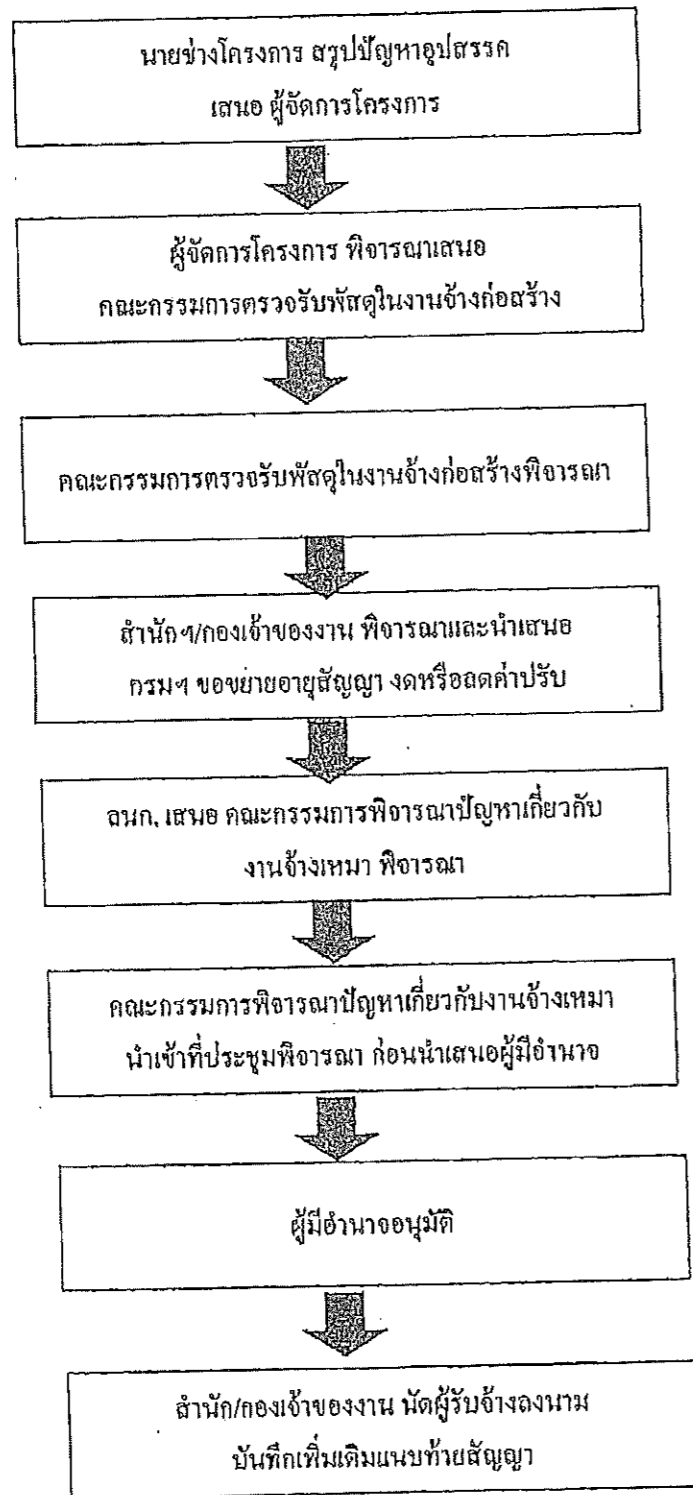 นายช่างโครงการ สรุปปัญหาอุปสรรค
เสนอ ผู้จัดการโครงการ
ผู้จัดการโครงการ พิจารณาเสนอ
คณะกรรมการตรวจรับพัสดุในงานจ้างก่อสร้าง
คณะกรรมการตรวจรับพัสดุในงานจ้างก่อสร้างพิจารณา
สำนักฯ/กองเจ้าของงาน พิจารณาและนำเสนอ
กรมฯ ขอขยายอายุสัญญา งดหรือลดค่าปรับ
ลนก. เสนอ คณะกรรมการพิจารณาปัญหาเกี่ยวกับ
งานจ้างเหมา พิจารณา
คณะกรรมการพิจารณาปัญหาเกี่ยวกับงานจ้างเหมา
นำเข้าที่ประชุมพิจารณา ก่อนนำเสนอผู้มีอำนาจ
ผู้มีอำนาจอนุมัติ
สำนัก/กองเจ้าของงาน นัดผู้รับจ้างลงนาม
บันทึกเพิ่มเติมแนบท้ายสัญญา